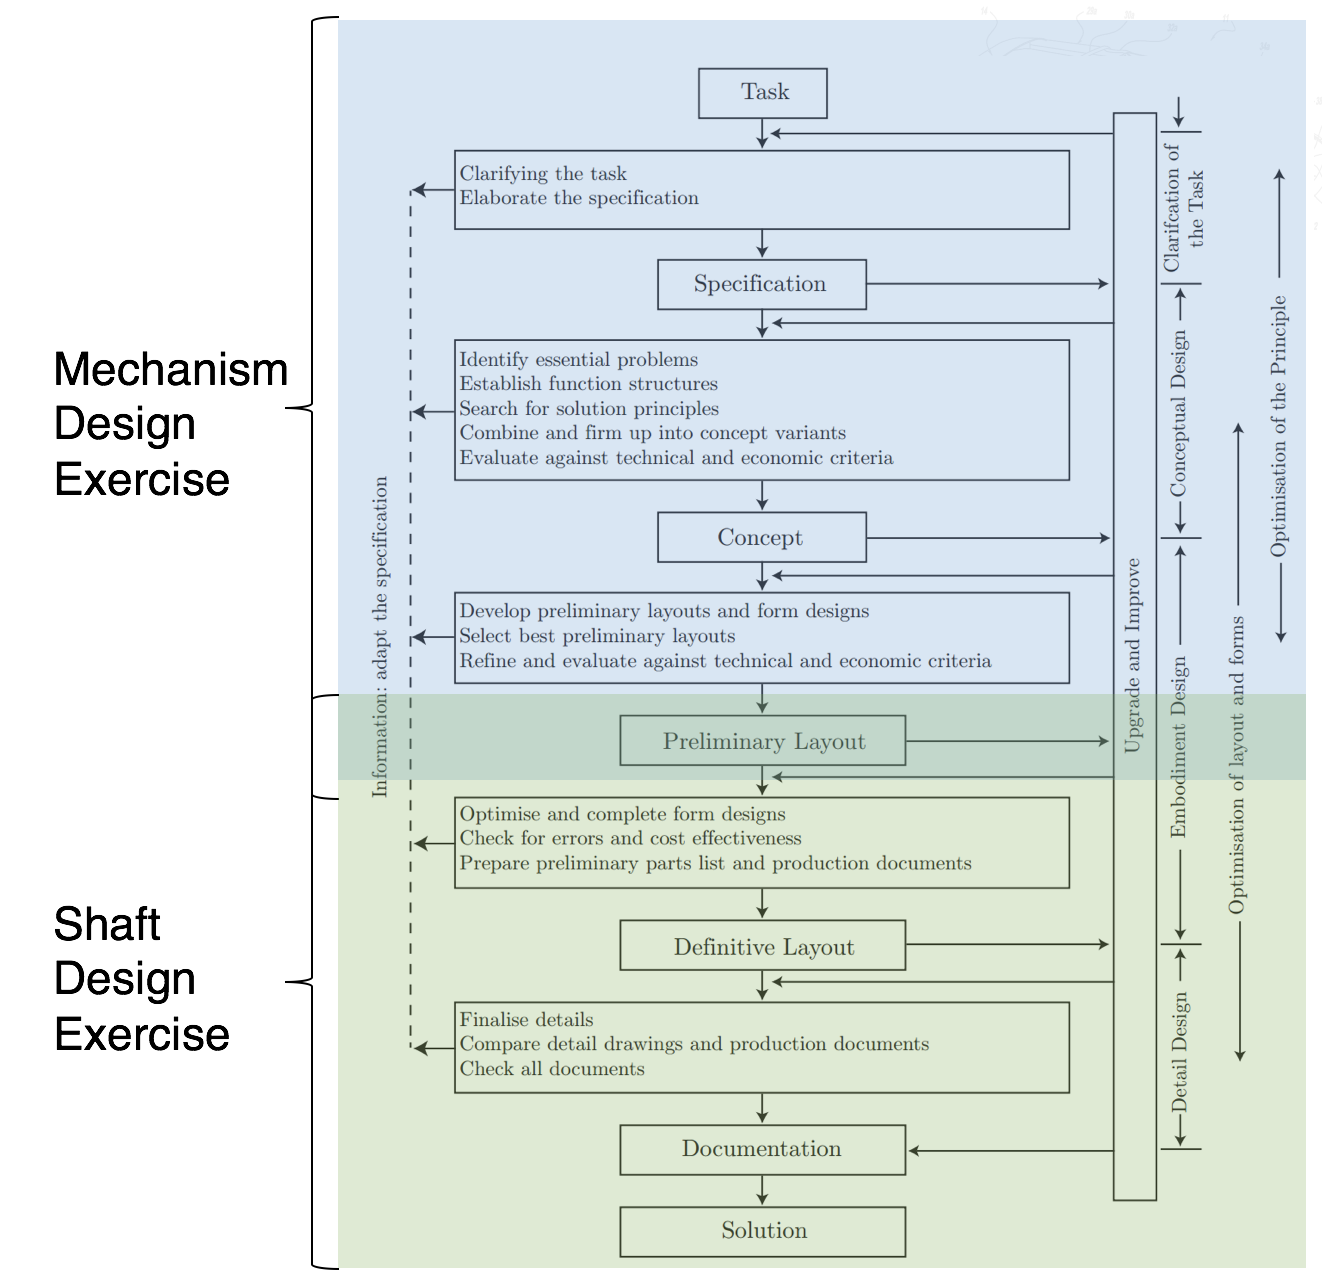 Mechanism
Design
Exercise
Shaft
Design
Exercise
Information: adapt the specification
Task
Clarifying the task
Elaborate the specification
Specification
Identify essential problems
Establish function structures
Search for solution principles
Combine and firm up into concept variants
Evaluate against technical and economic criteria
Concept
Develop preliminary layouts and form designs
Select best preliminary layouts
Refine and evaluate against technical and economic criteria
Preliminary Layout
Optimise and complete form designs
Check for errors and cost effectiveness
Prepare preliminary parts list and production documents
Definitive Layout
Finalise details
Compare detail drawings and production documents
Check all documents
Documentation
Solution
Upgrade and Improve
Clarifcation of
the Task
Conceptual Design
Embodiment Design
Detail Design
Optimisation of layout and forms
Optimisation of the Principle